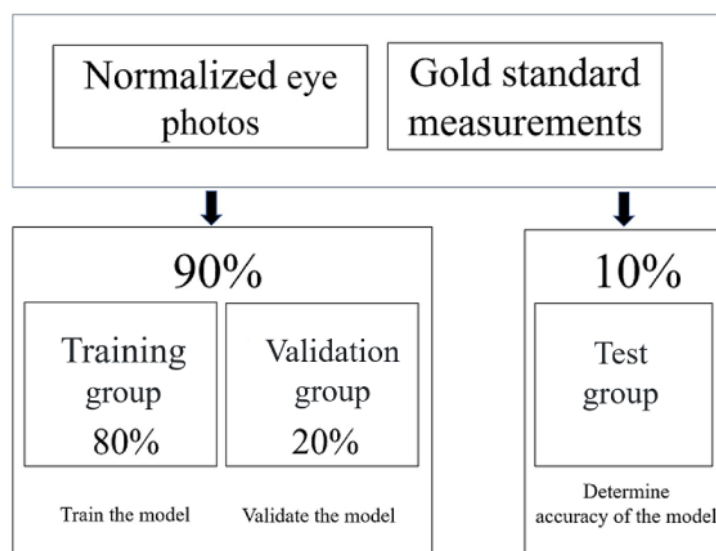 Normalized eye
photos
Gold standard
measurements
90%
Training
group
80%
Train the model
Validation
group
20%
Validate the model
10%
Test
group
Determine
accuracy of the model